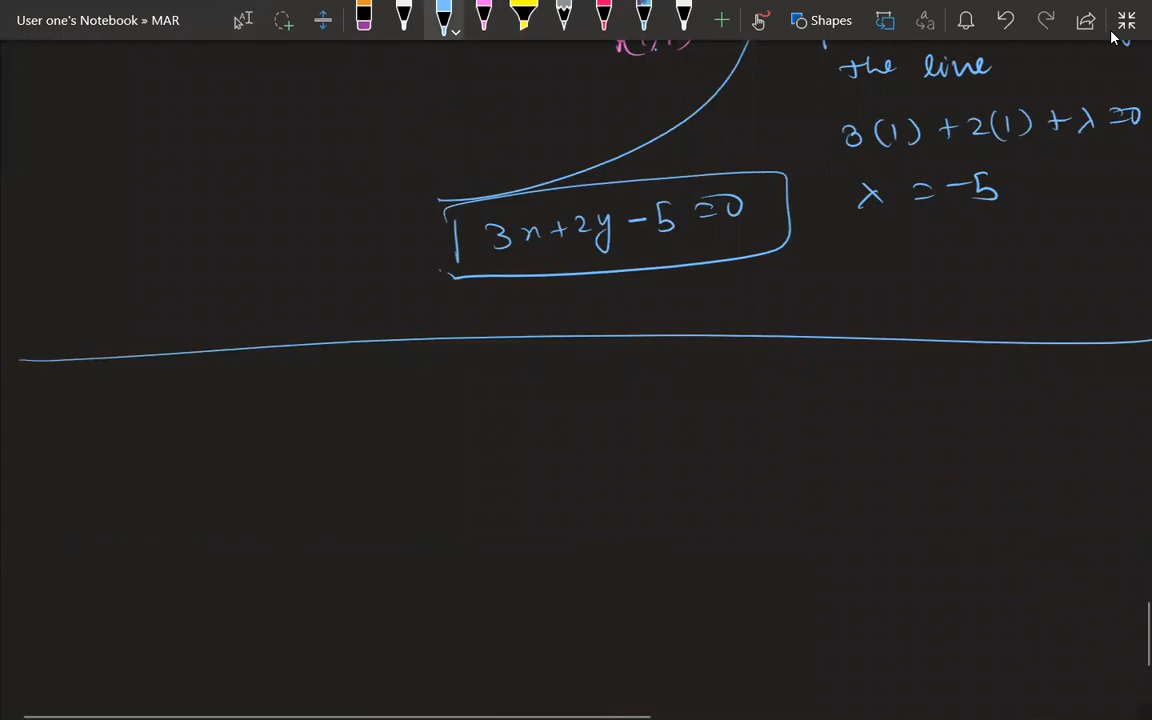 User one's Notebook » MAR
Shapes
the line
3(1) + 2(1) + λ = 0
λ = -5
3x + 2y - 5 = 0